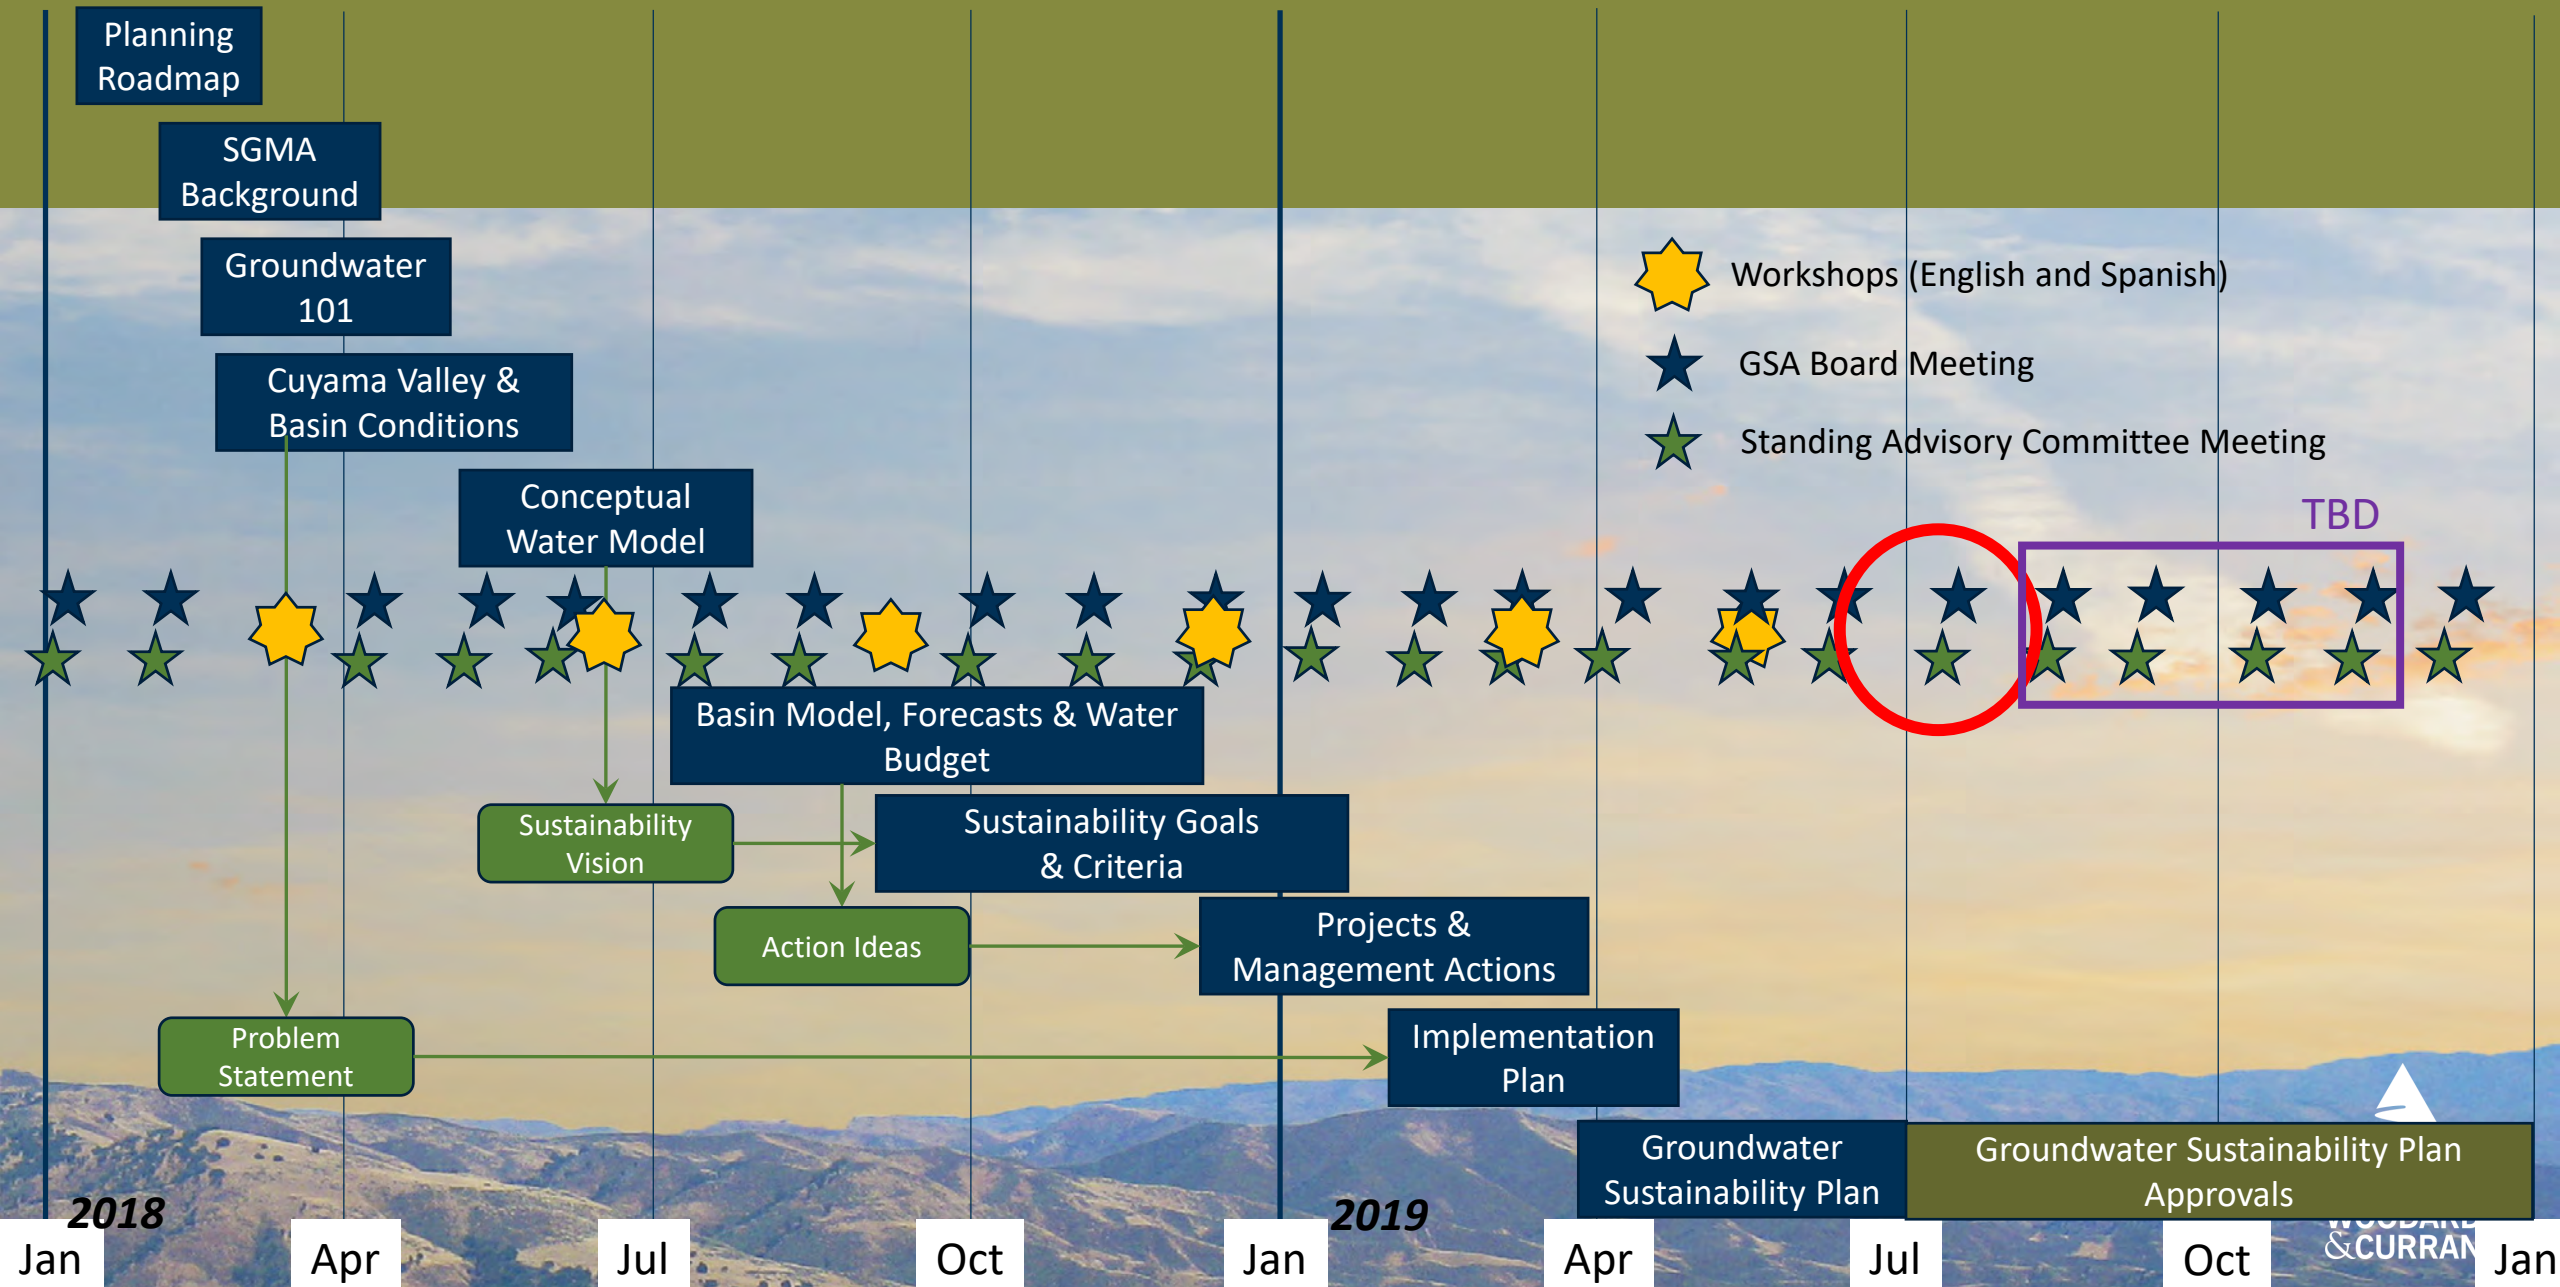 Planning
Roadmap
SGMA
Background
Groundwater
101
Cuyama Valley &
Basin Conditions
Conceptual
Water Model
Workshops (English and Spanish)
GSA Board Meeting
Standing Advisory Committee Meeting
TBD
Basin Model, Forecasts & Water
Budget
Sustainability
Vision
Sustainability Goals
& Criteria
Action Ideas
Projects &
Management Actions
Problem
Statement
Implementation
Plan
Groundwater
Sustainability Plan
Groundwater Sustainability Plan
Approvals
2018
2019
WOODARD
&CURRAN
Jan
Apr
Jul
Oct
Jan
Apr
Jul
Oct
Jan